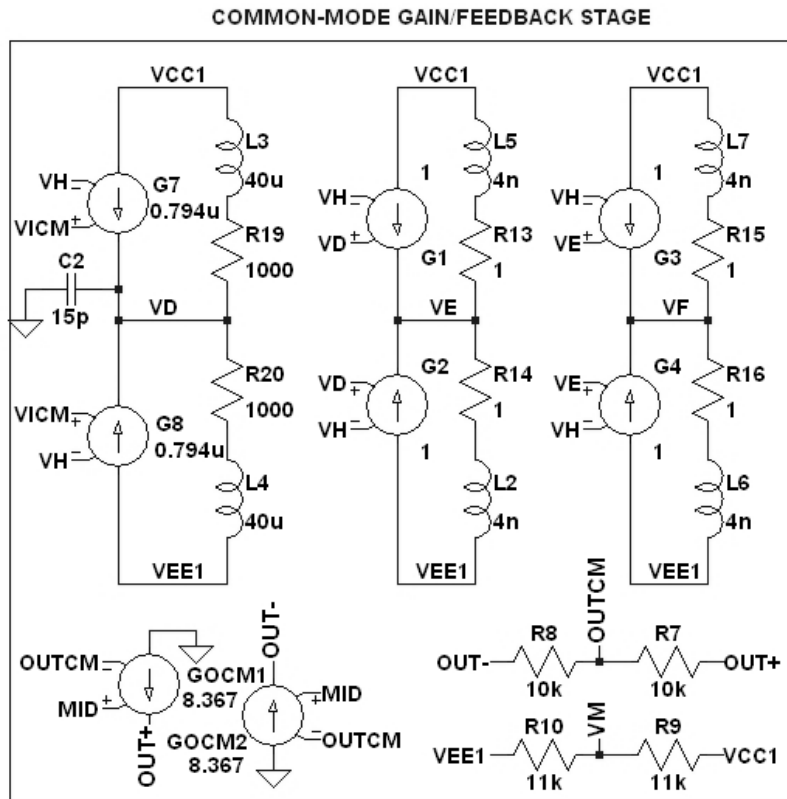 COMMON-MODE GAIN/FEEDBACK STAGE
VCC1 VCC1 VCC1
L3 L5 L7
40u 4n 4n
VH G7 VH 1 VH 1
0.794u
VICM VD VE
R19 R13 R15
1000 G1 1 G3 1
C2
15p
VD VE VF
R20 G2 R14 G4 R16
1000 VD 1 VE 1
VICM G8
VH VH VH
0.794u 1 1
L4 L2 L6
40u 4n 4n
VEE1 VEE1 VEE1
OUTCM
MID
OUT+
GOCM1
8.367
OUT-
MID
OUTCM
GOCM2
8.367
OUTCM
R8 R7
OUT- OUT+
10k 10k
VM
R10 R9
VEE1 VCC1
11k 11k